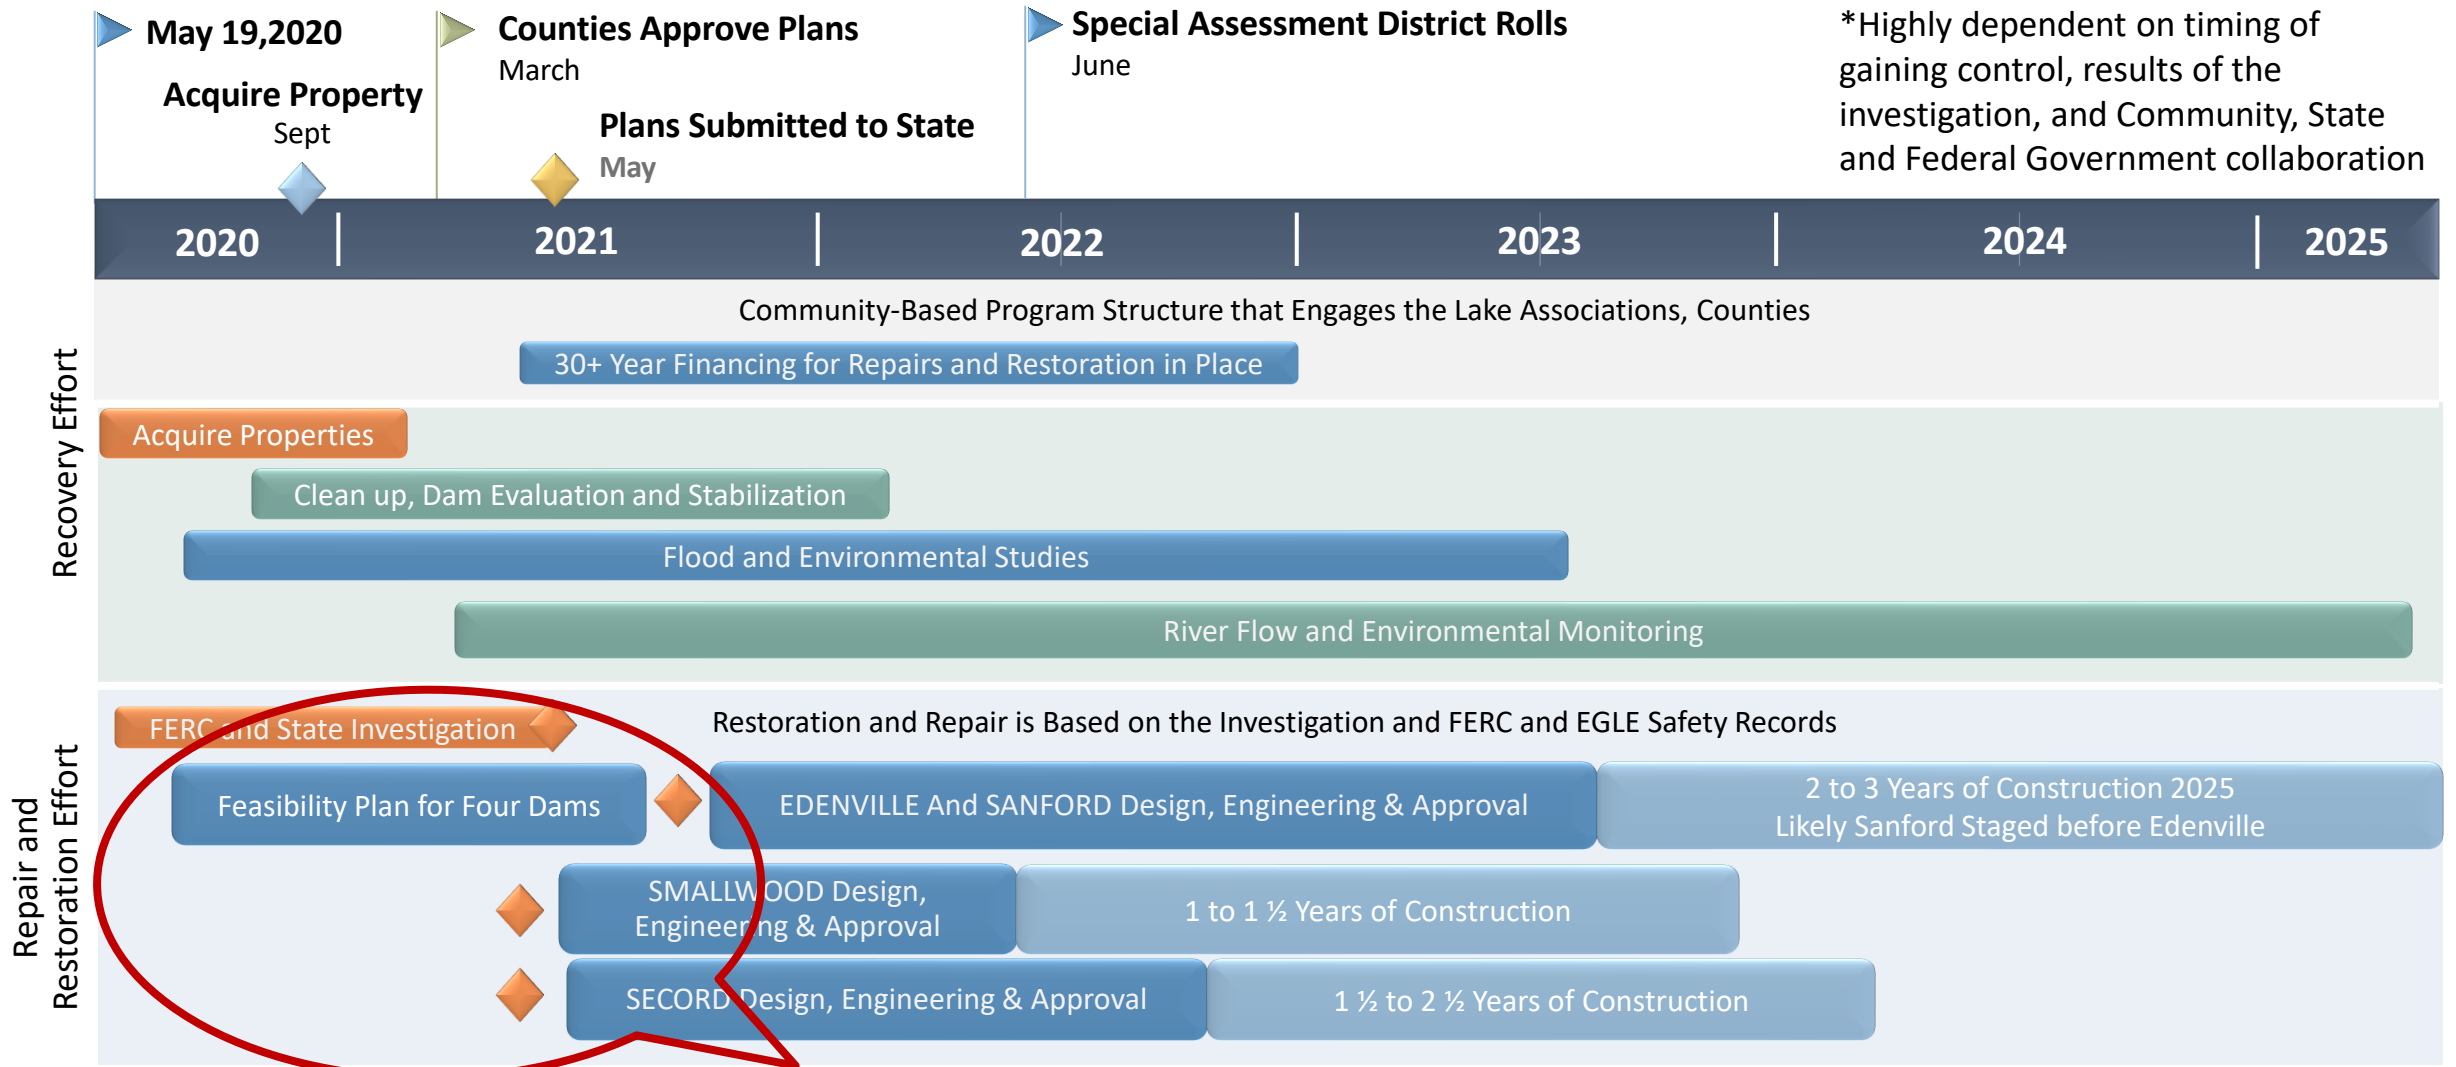 May 19,2020
Acquire Property
Sept
Counties Approve Plans
March
Plans Submitted to State
May
Special Assessment District Rolls
June
*Highly dependent on timing of
gaining control, results of the
investigation, and Community, State
and Federal Government collaboration
2020
2021
2022
2023
2024
2025
Recovery Effort
Community-Based Program Structure that Engages the Lake Associations, Counties
30+ Year Financing for Repairs and Restoration in Place
Acquire Properties
Clean up, Dam Evaluation and Stabilization
Flood and Environmental Studies
River Flow and Environmental Monitoring
Repair and
Restoration Effort
FERC and State Investigation
Restoration and Repair is Based on the Investigation and FERC and EGLE Safety Records
Feasibility Plan for Four Dams
EDENVILLE And SANFORD Design, Engineering & Approval
2 to 3 Years of Construction 2025
Likely Sanford Staged before Edenville
SMALLWOOD Design,
Engineering & Approval
1 to 1 ½ Years of Construction
SECORD Design, Engineering & Approval
1 ½ to 2 ½ Years of Construction